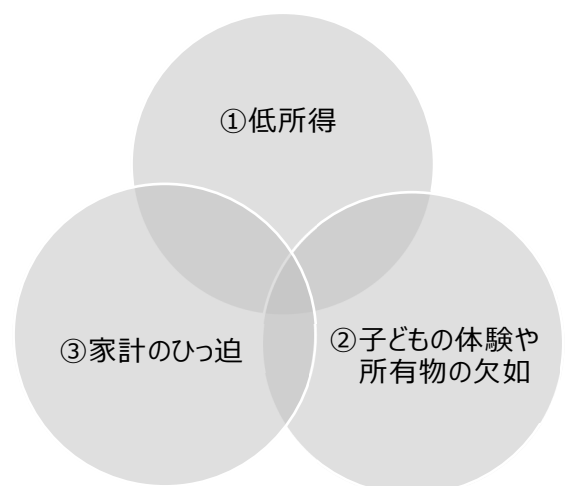 ①低所得
③家計のひっ迫
②子どもの体験や
所有物の欠如